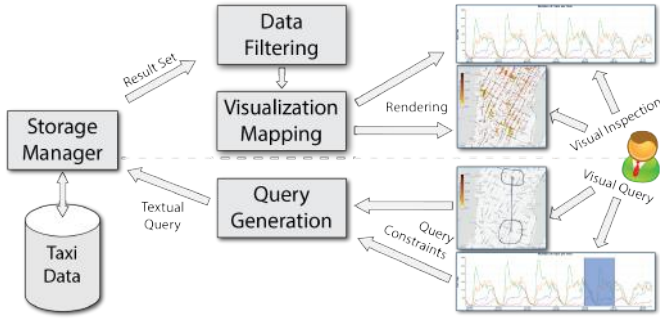 Data
Filtering
Result Set
Visualization
Mapping
Rendering
Visual Inspection
Storage
Manager
Visual Query
Textual
Query
Query
Generation
Query
Constraints
Taxi
Data